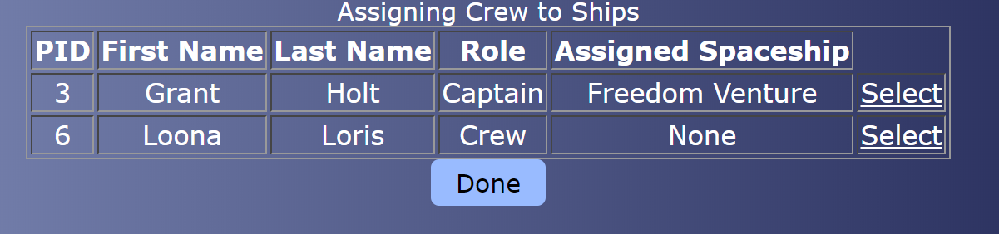 Assigning Crew to Ships
PID First Name Last Name Role Assigned Spaceship
3 Grant Holt Captain Freedom Venture Select
6 Loona Loris Crew None Select
Done